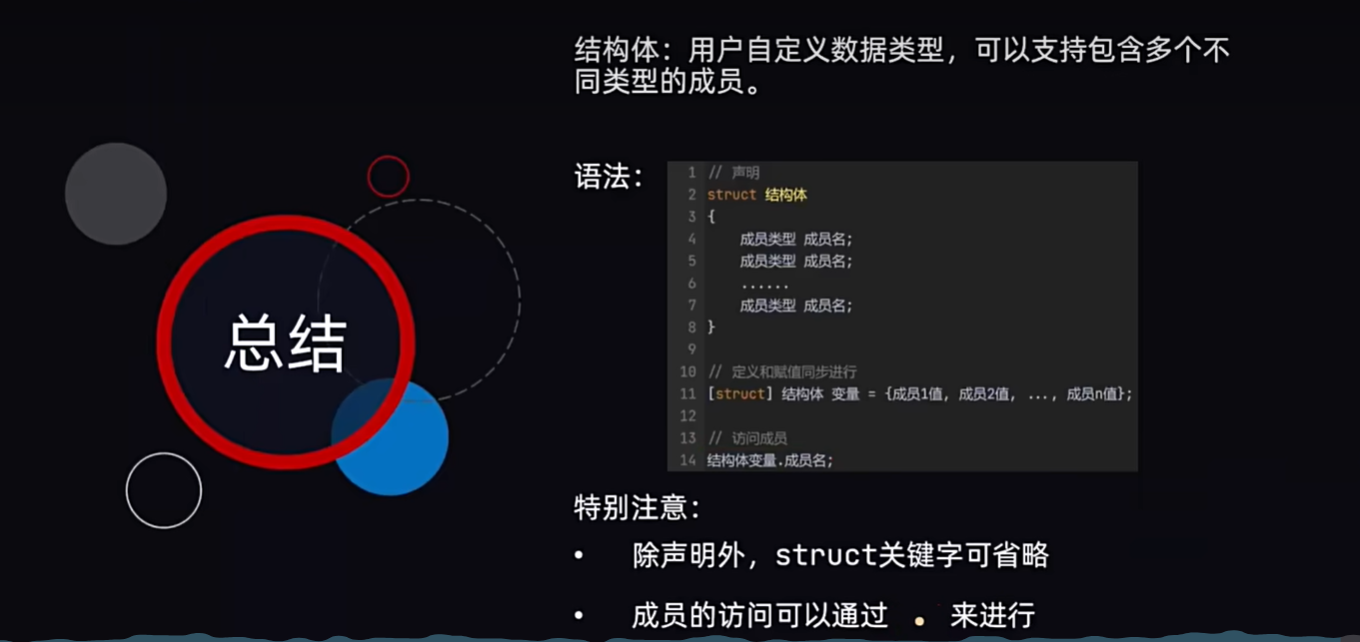 总结
结构体：用户自定义数据类型，可以支持包含多个不
同类型的成员。
语法：
1 // 声明
2 struct 结构体
3 {
4     成员类型 成员名;
5     成员类型 成员名;
6     ......
7     成员类型 成员名;
8 }
9
10 // 定义和赋值同步进行
11 [struct] 结构体 变量 = {成员1值, 成员2值, ..., 成员n值};
12
13 // 访问成员
14 结构体变量.成员名;
特别注意：
• 除声明外，struct关键字可省略
• 成员的访问可以通过 . 来进行